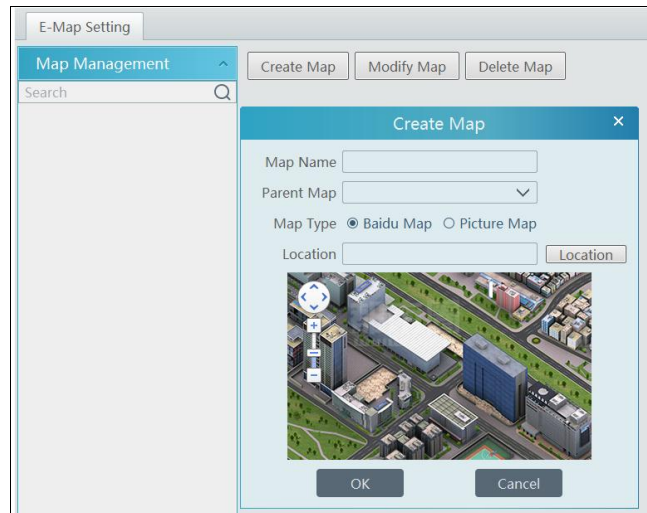 E-Map Setting
Map Management
Create Map Modify Map Delete Map
Search
Create Map
Map Name
Parent Map
Map Type Baidu Map Picture Map
Location Location
OK Cancel